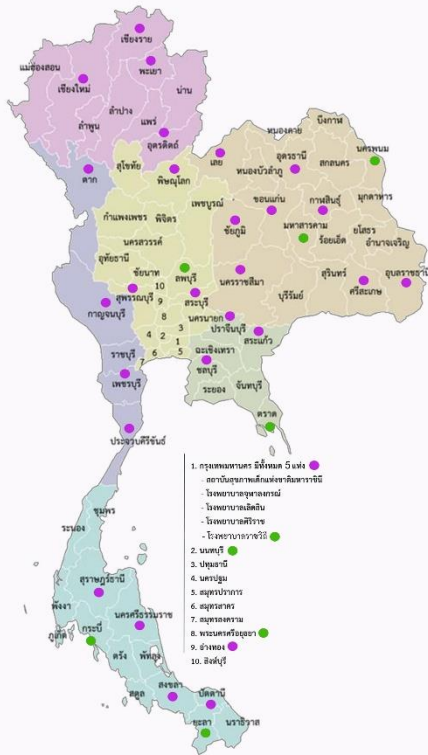 เชียงราย
แม่ฮ่องสอน
พะเยา
เชียงใหม่
น่าน
ลำปาง
แพร่
ลำพูน
อุตรดิตถ์
สุโขทัย
ตาก
พิษณุโลก
เลย
หนองคาย
บึงกาฬ
อุดรธานี
นครพนม
หนองบัวลำภู
สกลนคร
กำแพงเพชร
พิจิตร
เพชรบูรณ์
ขอนแก่น
กาฬสินธุ์
มุกดาหาร
นครสวรรค์
ชัยภูมิ
มหาสารคาม
ยโสธร
ร้อยเอ็ด
อำนาจเจริญ
อุทัยธานี
ชัยนาท
ลพบุรี
นครราชสีมา
สุรินทร์
อุบลราชธานี
10
สุพรรณบุรี
สระบุรี
บุรีรัมย์
ศรีสะเกษ
9
กาญจนบุรี
8
นครนายก
ปราจีนบุรี
สระแก้ว
3
4
2
1
ราชบุรี
6
5
7
ฉะเชิงเทรา
ชลบุรี
เพชรบุรี
ระยอง
จันทบุรี
ตราด
ประจวบคีรีขันธ์
1. กรุงเทพมหานคร มีทั้งหมด 5 แห่ง
- สถาบันสุขภาพเด็กแห่งชาติมหาราชินี
- โรงพยาบาลจุฬาลงกรณ์
- โรงพยาบาลเลิดสิน
- โรงพยาบาลศิริราช
- โรงพยาบาลราชวิถี
2. นนทบุรี
3. ปทุมธานี
4. นครปฐม
5. สมุทรปราการ
6. สมุทรสาคร
7. สมุทรสงคราม
8. พระนครศรีอยุธยา
9. อ่างทอง
10. สิงห์บุรี
ชุมพร
ระนอง
สุราษฎร์ธานี
พังงา
นครศรีธรรมราช
ภูเก็ต
กระบี่
ตรัง
พัทลุง
สตูล
สงขลา
ปัตตานี
ยะลา
นราธิวาส